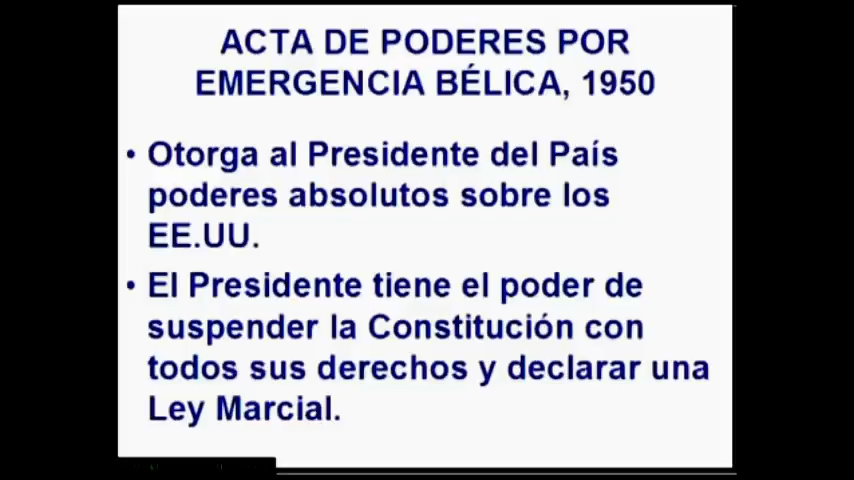 ACTA DE PODERES POR
EMERGENCIA BÉLICA, 1950
• Otorga al Presidente del País
poderes absolutos sobre los
EE.UU.
• El Presidente tiene el poder de
suspender la Constitución con
todos sus derechos y declarar una
Ley Marcial.